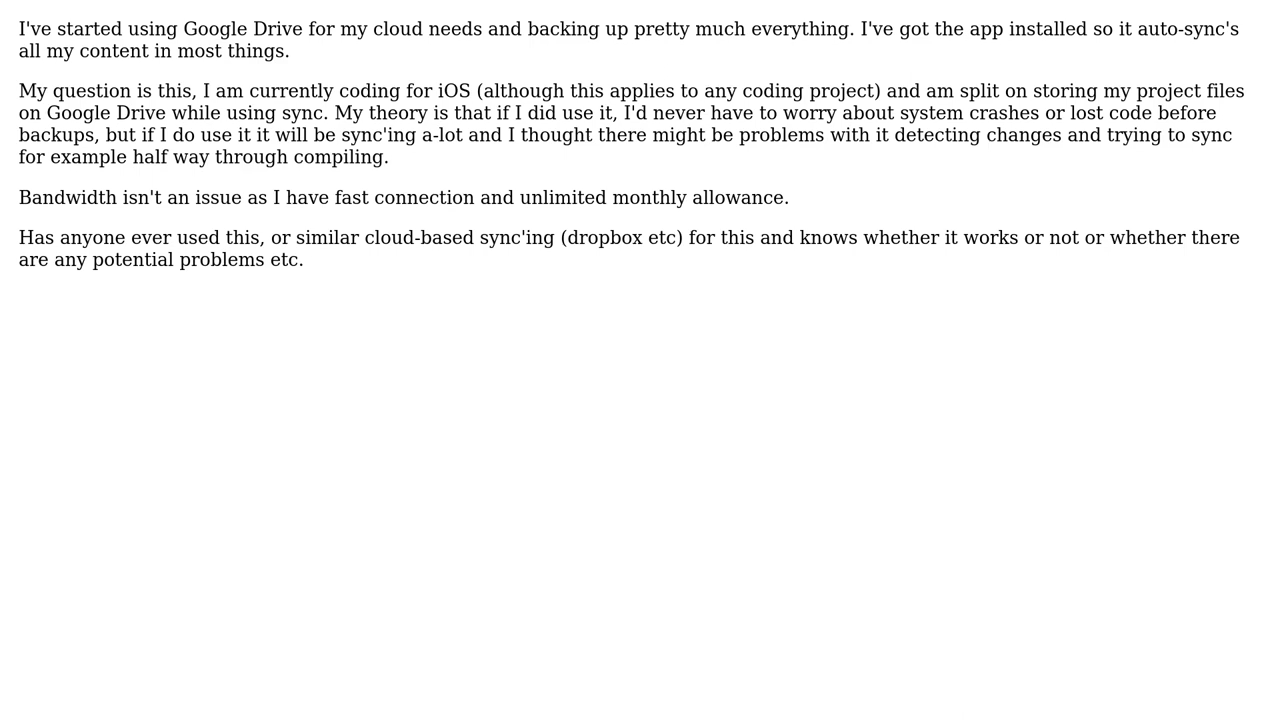 I've started using Google Drive for my cloud needs and backing up pretty much everything. I've got the app installed so it auto-sync's
all my content in most things.
My question is this, I am currently coding for iOS (although this applies to any coding project) and am split on storing my project files
on Google Drive while using sync. My theory is that if I did use it, I'd never have to worry about system crashes or lost code before
backups, but if I do use it it will be sync'ing a-lot and I thought there might be problems with it detecting changes and trying to sync
for example half way through compiling.
Bandwidth isn't an issue as I have fast connection and unlimited monthly allowance.
Has anyone ever used this, or similar cloud-based sync'ing (dropbox etc) for this and knows whether it works or not or whether there
are any potential problems etc.